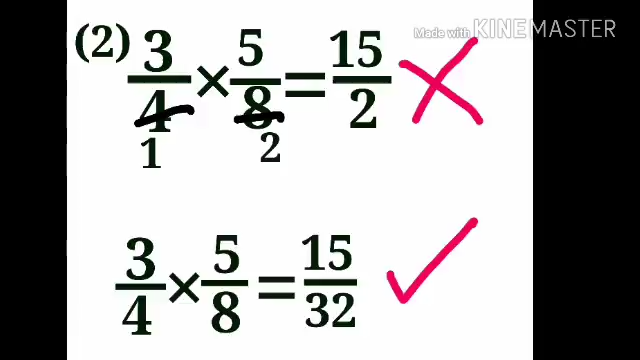 Made with KINEMASTER
(2) 3/4 × 5/8 = 15/2
1 2
3/4 × 5/8 = 15/32